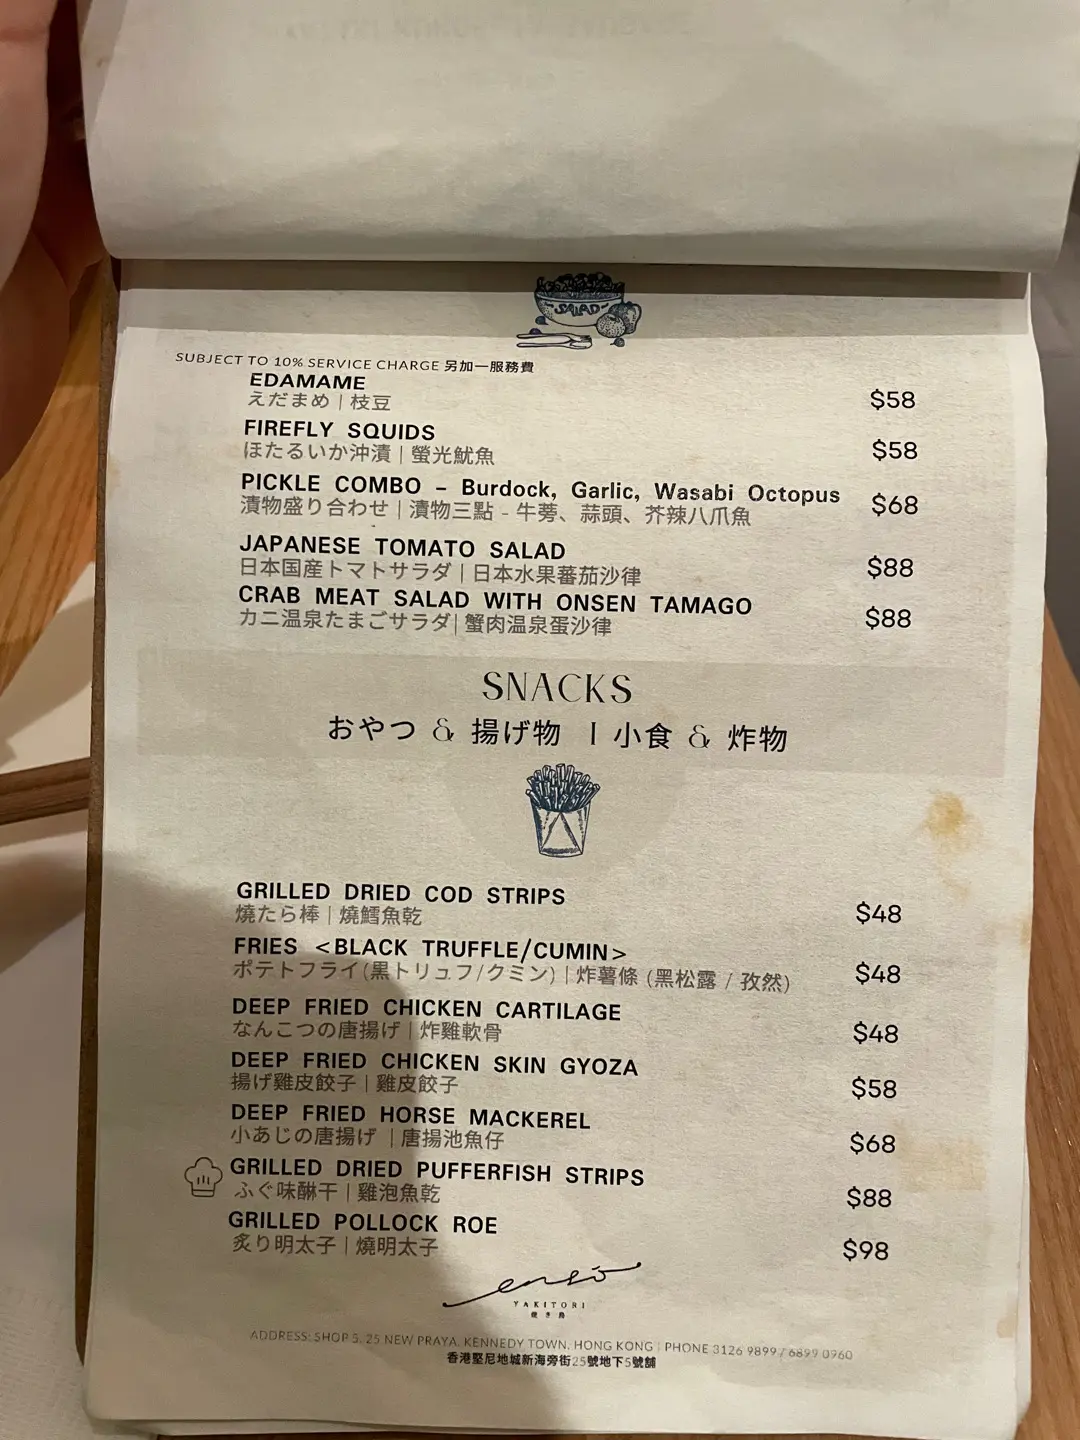 SALAD
SUBJECT TO 10% SERVICE CHARGE 另加一服務費
EDAMAME $58
えだまめ | 枝豆
FIREFLY SQUIDS $58
ほたるいか沖漬 | 螢光魷魚
PICKLE COMBO – Burdock, Garlic, Wasabi Octopus $68
漬物盛り合わせ | 漬物三點 - 牛蒡、蒜頭、芥辣八爪魚
JAPANESE TOMATO SALAD $88
日本国産トマトサラダ | 日本水果蕃茄沙律
CRAB MEAT SALAD WITH ONSEN TAMAGO $88
カニ温泉たまごサラダ | 蟹肉温泉蛋沙律
SNACKS
おやつ & 揚げ物 | 小食 & 炸物
GRILLED DRIED COD STRIPS $48
燒たら棒 | 燒鱈魚乾
FRIES <BLACK TRUFFLE/CUMIN> $48
ポテトフライ(黒トリュフ/クミン) | 炸薯條 (黑松露 / 孜然)
DEEP FRIED CHICKEN CARTILAGE $48
なんこつの唐揚げ | 炸雞軟骨
DEEP FRIED CHICKEN SKIN GYOZA $58
揚げ雞皮餃子 | 雞皮餃子
DEEP FRIED HORSE MACKEREL $68
小あじの唐揚げ | 唐揚池魚仔
GRILLED DRIED PUFFERFISH STRIPS $88
ふぐ味醂干 | 雞泡魚乾
GRILLED POLLOCK ROE $98
炙り明太子 | 燒明太子
ensō
YAKITORI
焼き鳥
ADDRESS: SHOP 5, 25 NEW PRAYA, KENNEDY TOWN, HONG KONG | PHONE 3126 9899 / 6899 0960
香港堅尼地城新海旁街25號地下5號舖